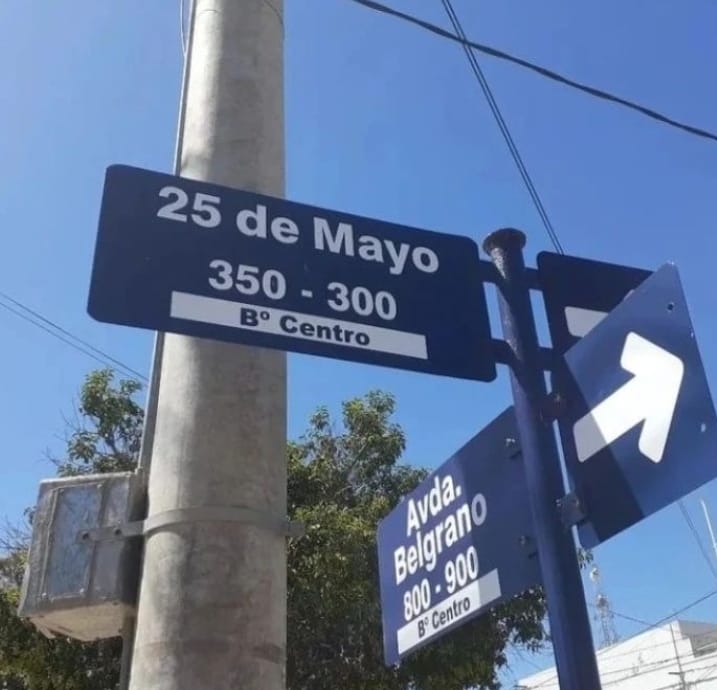 25 de Mayo
350 - 300
Bº Centro
Avda.
Belgrano
800 - 900
Bº Centro